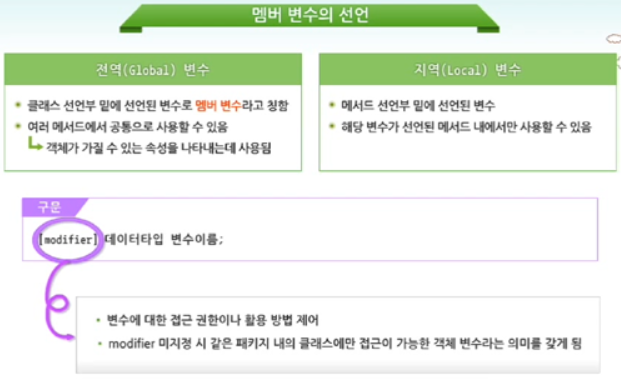 멤버 변수의 선언
전역(Global) 변수
* 클래스 선언부 밑에 선언된 변수로 멤버 변수라고 칭함
* 여러 메서드에서 공통으로 사용할 수 있음
객체가 가질 수 있는 속성을 나타내는데 사용됨
지역(Local) 변수
* 메서드 선언부 밑에 선언된 변수
* 해당 변수가 선언된 메서드 내에서만 사용할 수 있음
구문
[modifier] 데이터타입 변수이름;
• 변수에 대한 접근 권한이나 활용 방법 제어
• modifier 미지정 시 같은 패키지 내의 클래스에만 접근이 가능한 객체 변수라는 의미를 갖게 됨